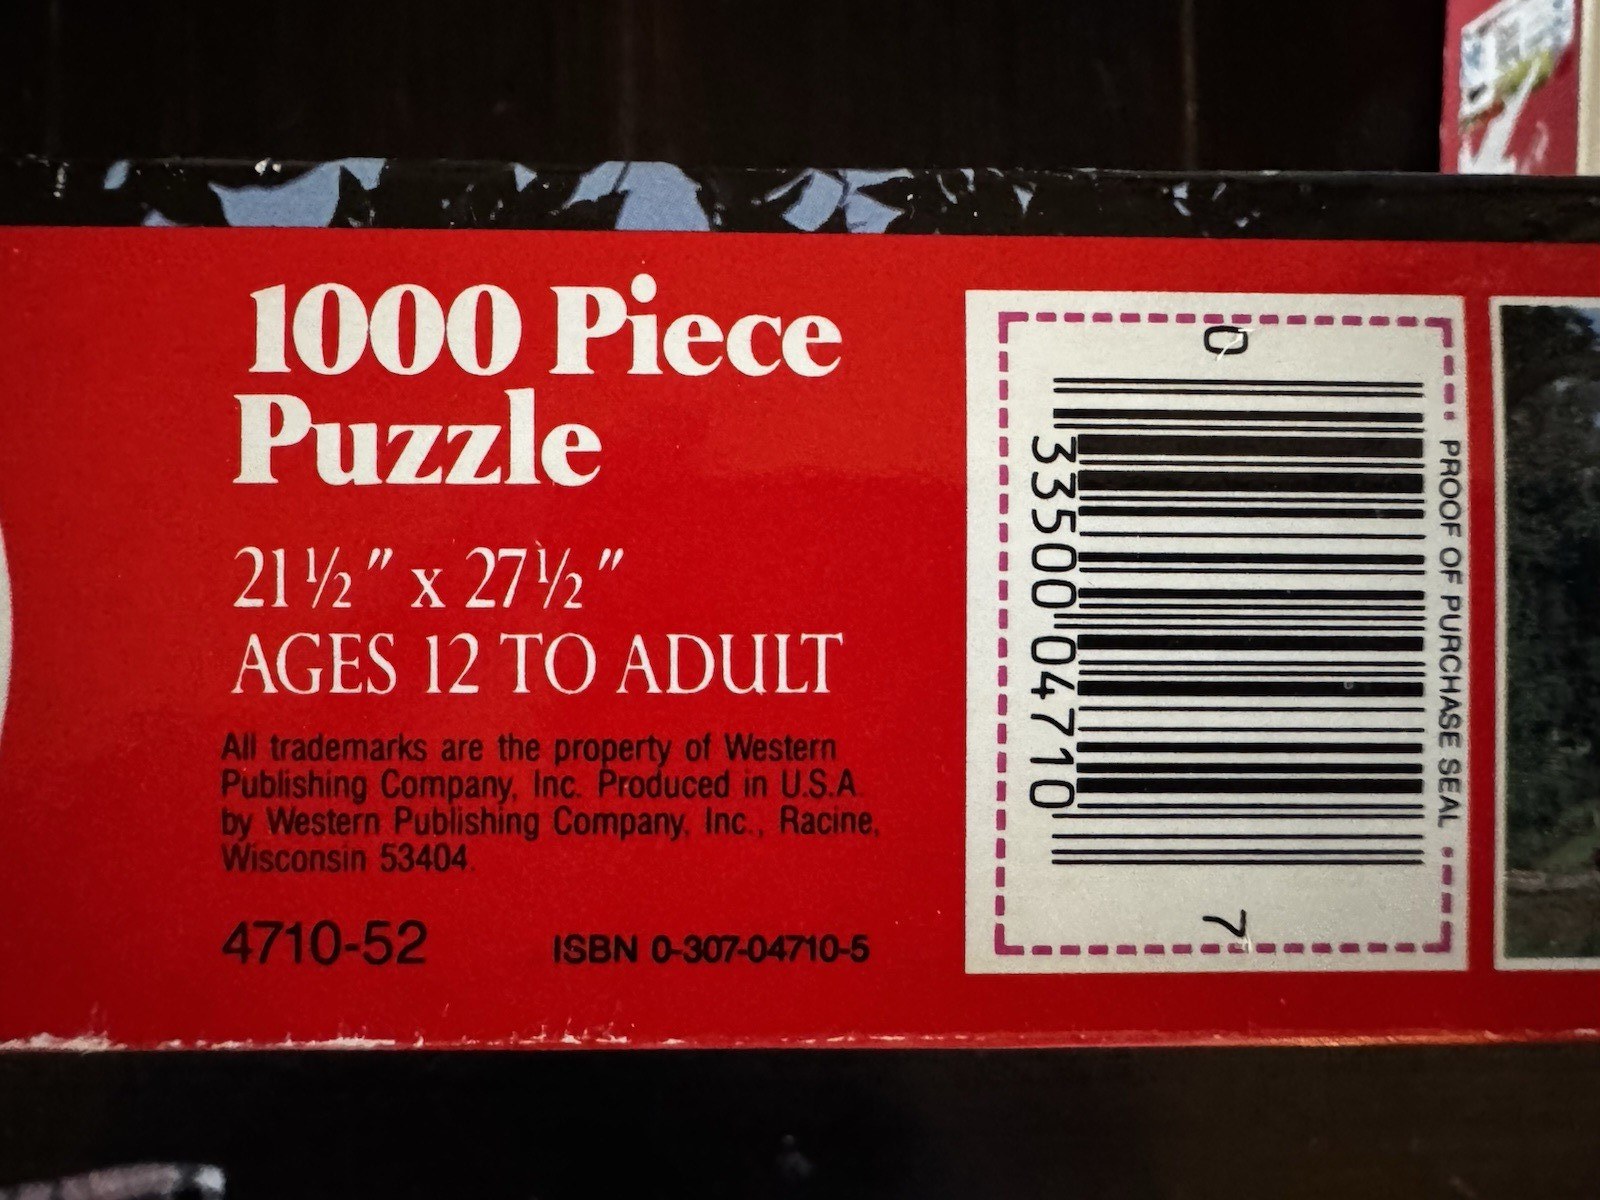 1000 Piece
Puzzle
21½" x 27½"
AGES 12 TO ADULT
All trademarks are the property of Western
Publishing Company, Inc. Produced in U.S.A.
by Western Publishing Company, Inc., Racine,
Wisconsin 53404.
4710-52 ISBN 0-307-04710-5
0 33500 04710 7
PROOF OF PURCHASE SEAL